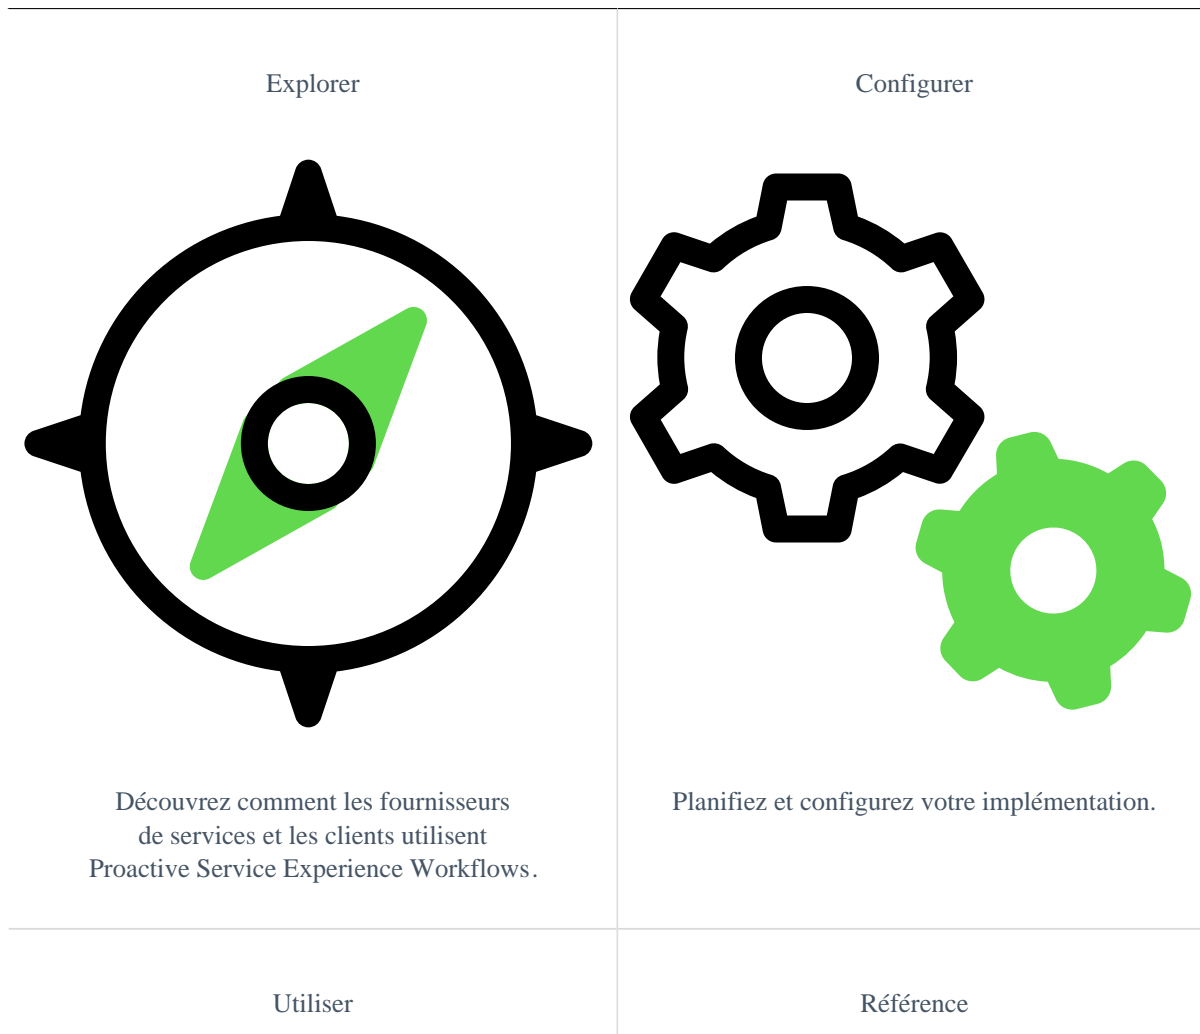 Explorer
Configurer
Découvrez comment les fournisseurs
de services et les clients utilisent
Proactive Service Experience Workflows.
Planifiez et configurez votre implémentation.
Utiliser
Référence